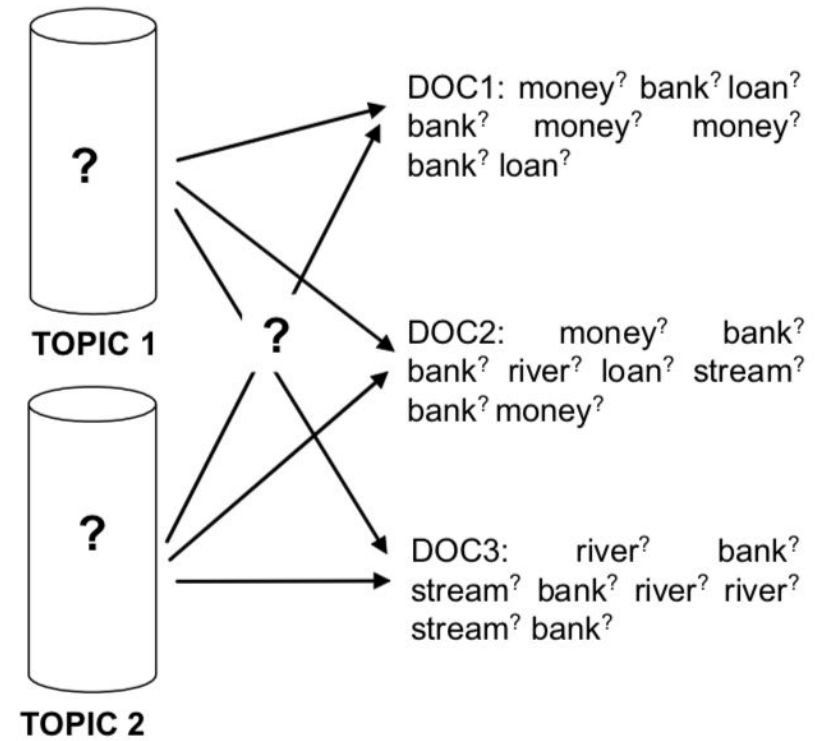 ?
TOPIC 1
?
TOPIC 2
?
DOC1: money? bank? loan?
bank? money? money?
bank? loan?
DOC2: money? bank?
bank? river? loan? stream?
bank? money?
DOC3: river? bank?
stream? bank? river? river?
stream? bank?